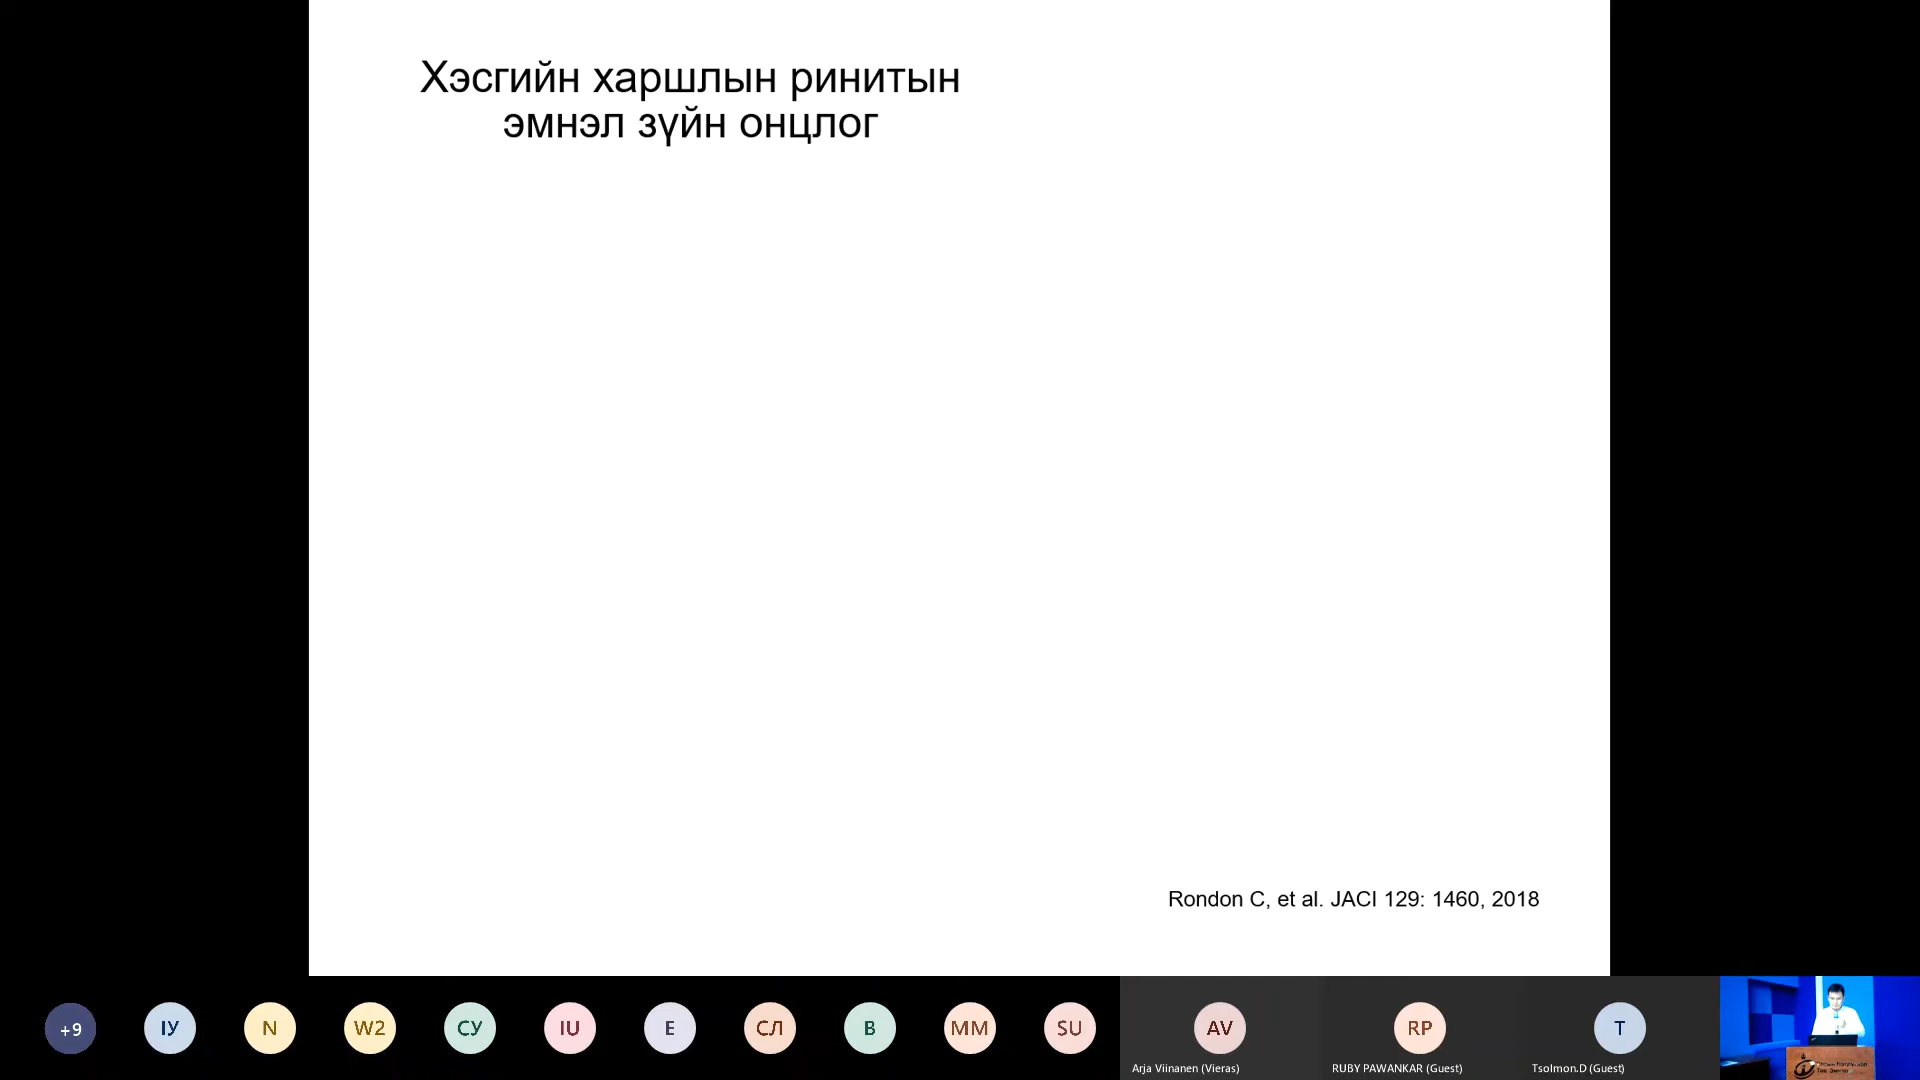 Хэсгийн харшлын ринитын
эмнэл зүйн онцлог
Rondon C, et al. JACI 129: 1460, 2018
+9
ІУ
N
W2
СУ
IU
E
СЛ
B
MM
SU
AV
RP
T
Arja Viinanen (Vieras)
RUBY PAWANKAR (Guest)
Tsolmon.D (Guest)